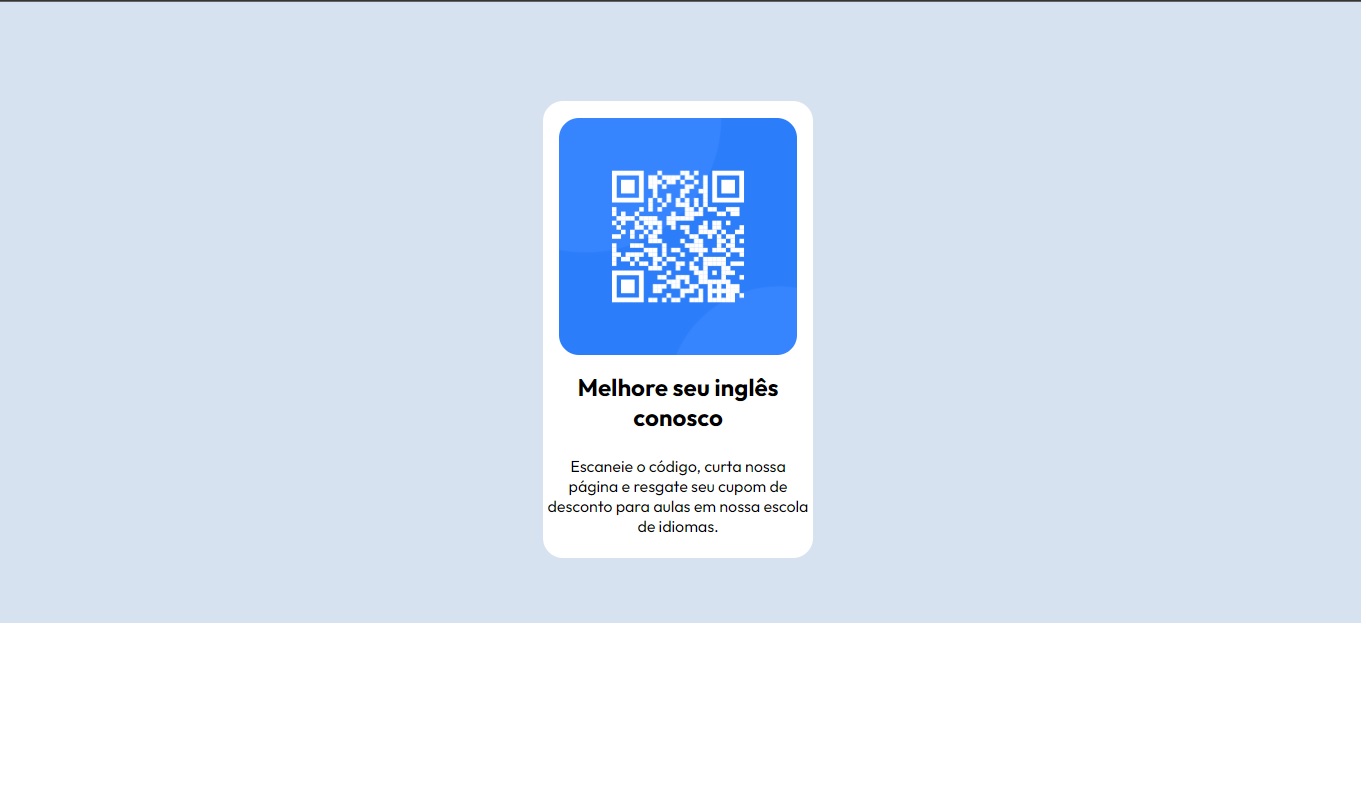 Melhore seu inglês
conosco
Escaneie o código, curta nossa
página e resgate seu cupom de
desconto para aulas em nossa escola
de idiomas.